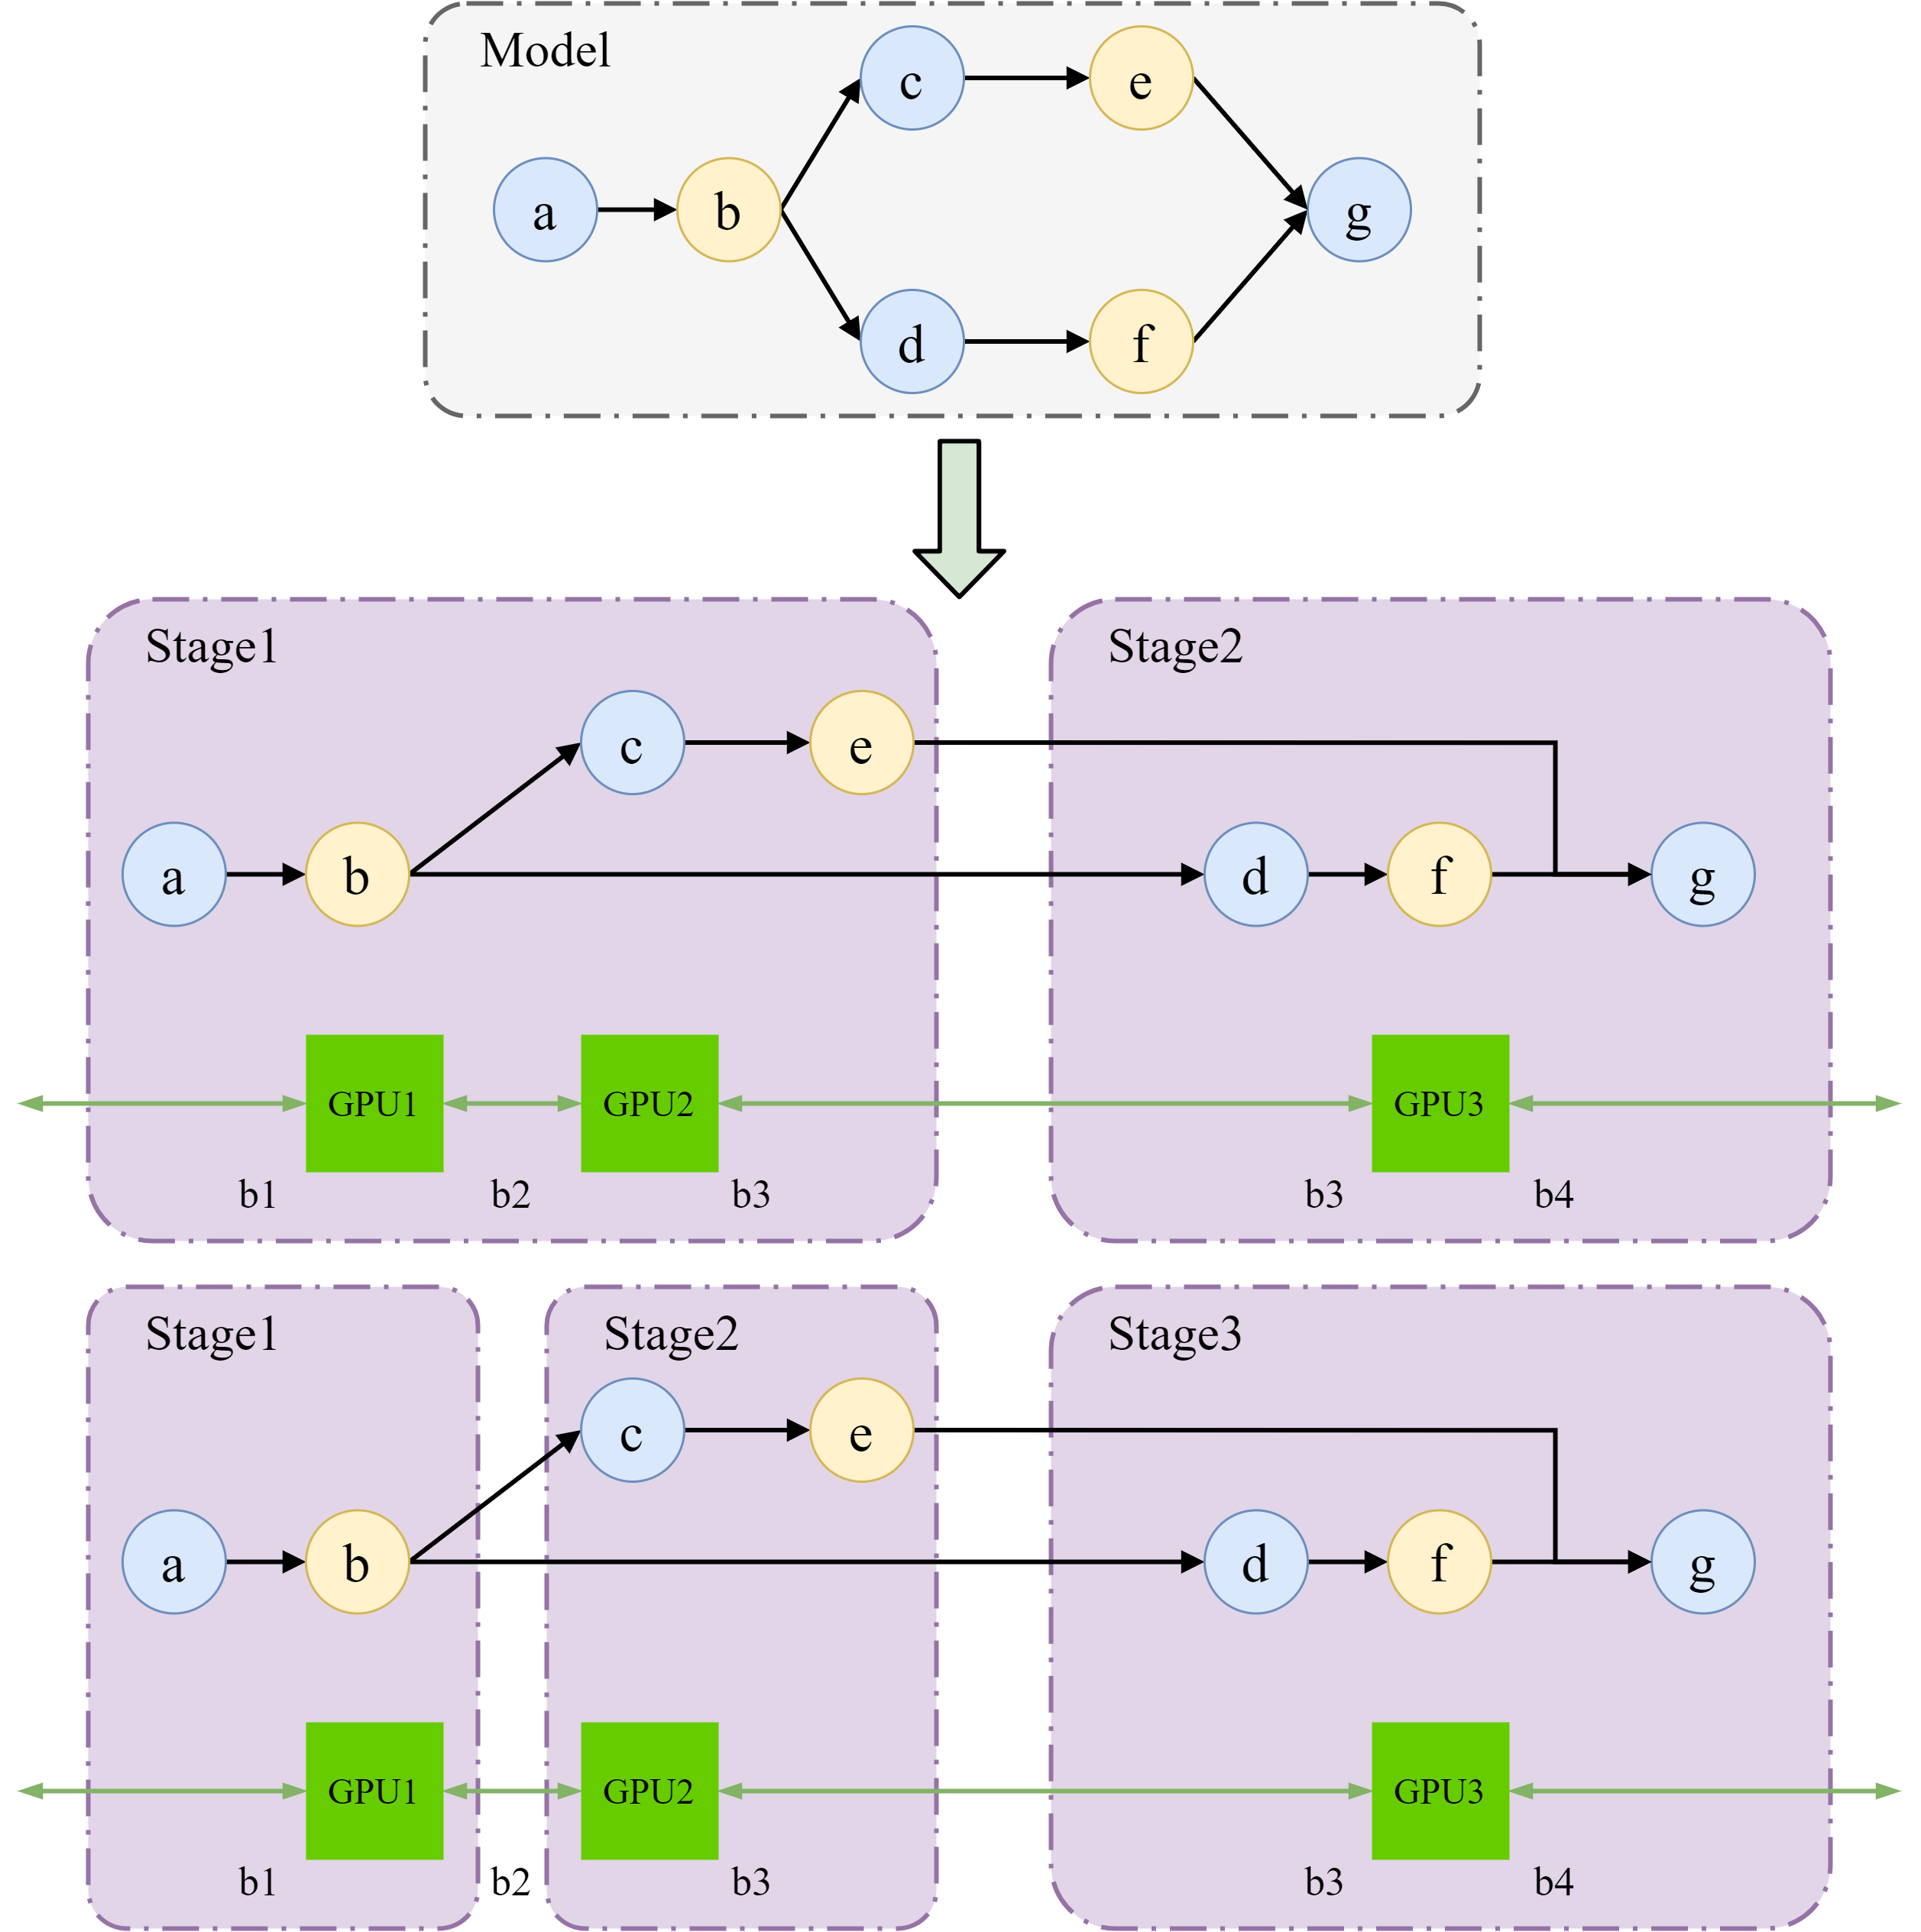 Model
c e
a b g
d f
Stage1 Stage2
c e
a b d f g
GPU1 GPU2 GPU3
b1 b2 b3 b3 b4
Stage1 Stage2 Stage3
c e
a b d f g
GPU1 GPU2 GPU3
b1 b2 b3 b3 b4